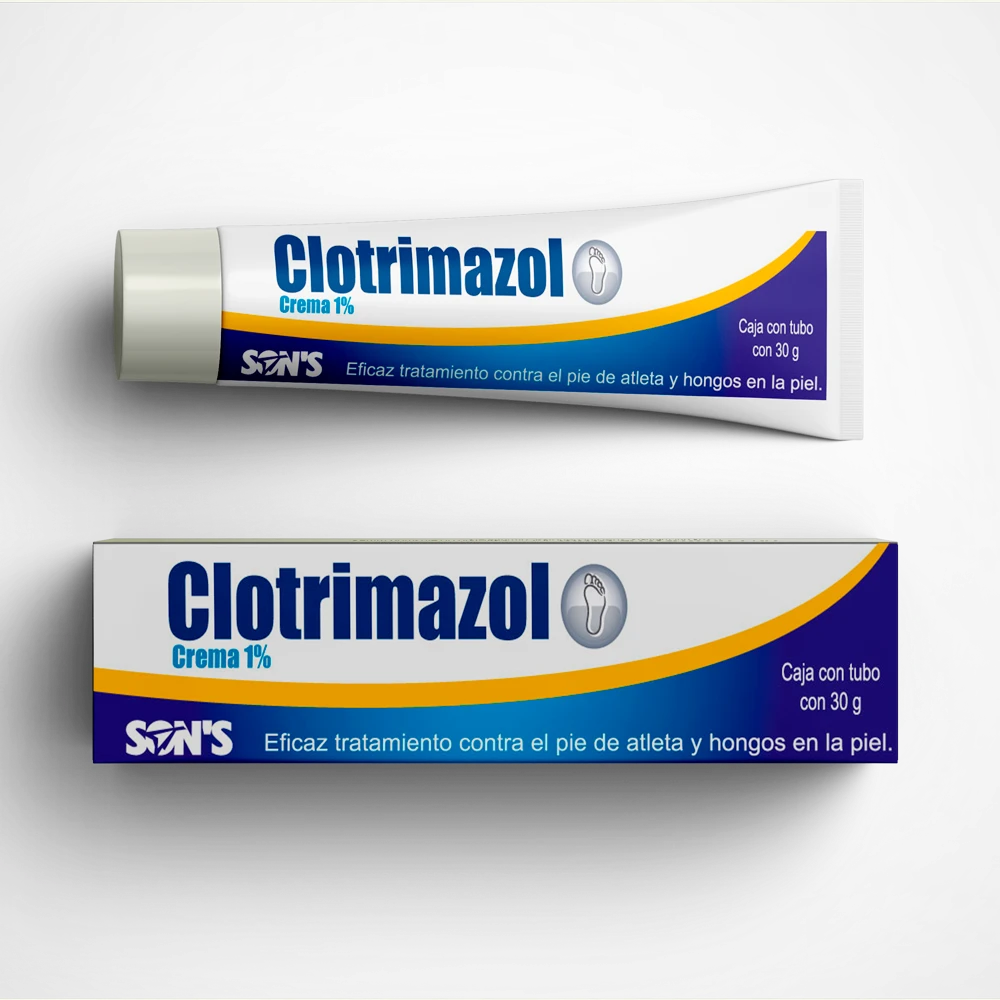 Clotrimazol
Crema 1%
Caja con tubo
con 30 g
SON'S
Eficaz tratamiento contra el pie de atleta y hongos en la piel.
Clotrimazol
Crema 1%
Caja con tubo
con 30 g
SON'S
Eficaz tratamiento contra el pie de atleta y hongos en la piel.